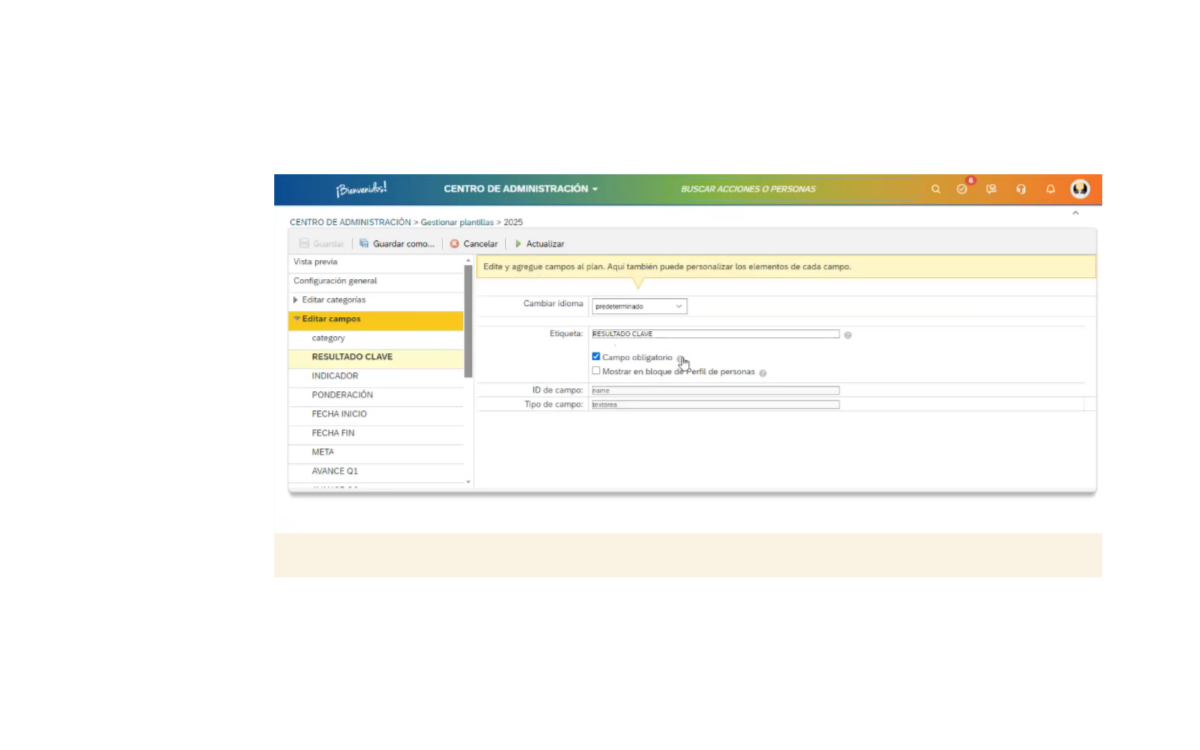 ¡Bienvenidos!
CENTRO DE ADMINISTRACIÓN
BUSCAR ACCIONES O PERSONAS
6
CENTRO DE ADMINISTRACIÓN > Gestionar plantillas > 2025
Guardar
Guardar como...
Cancelar
Actualizar
Vista previa
Configuración general
Editar categorías
Editar campos
category
RESULTADO CLAVE
INDICADOR
PONDERACIÓN
FECHA INICIO
FECHA FIN
META
AVANCE Q1
Edite y agregue campos al plan. Aquí también puede personalizar los elementos de cada campo.
Cambiar idioma predeterminado
Etiqueta: RESULTADO CLAVE
Campo obligatorio
Mostrar en bloque de Perfil de personas
ID de campo: name
Tipo de campo: textarea